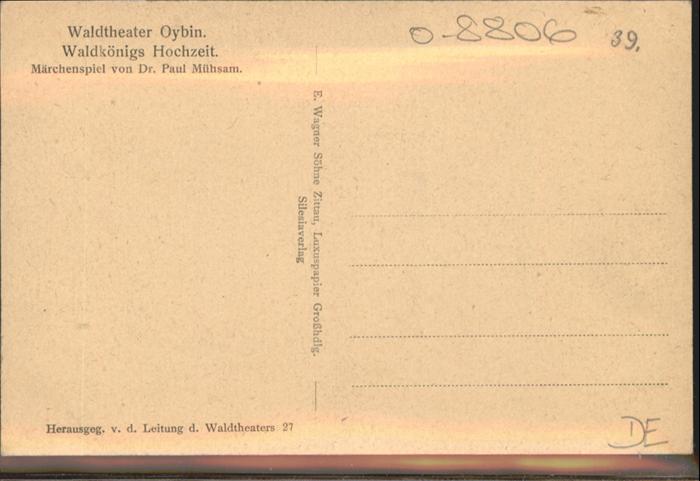 Waldtheater Oybin.
Waldkönigs Hochzeit.
Märchenspiel von Dr. Paul Mühsam.
O-8806
39.
E. Wagner Söhne Zittau, Luxuspapier Großhdlg.
Silesiaverlag
Herausgeg. v. d. Leitung d. Waldtheaters 27
DE